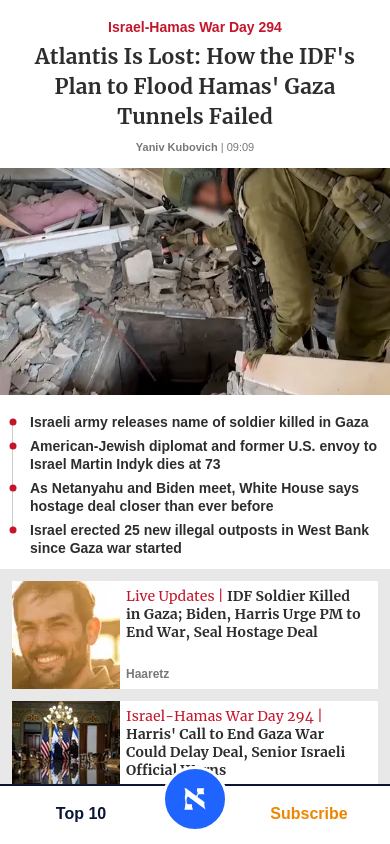 Israel-Hamas War Day 294
Atlantis Is Lost: How the IDF's
Plan to Flood Hamas' Gaza
Tunnels Failed
Yaniv Kubovich | 09:09
Israeli army releases name of soldier killed in Gaza
American-Jewish diplomat and former U.S. envoy to
Israel Martin Indyk dies at 73
As Netanyahu and Biden meet, White House says
hostage deal closer than ever before
Israel erected 25 new illegal outposts in West Bank
since Gaza war started
Live Updates | IDF Soldier Killed
in Gaza; Biden, Harris Urge PM to
End War, Seal Hostage Deal
Haaretz
Israel-Hamas War Day 294 |
Harris' Call to End Gaza War
Could Delay Deal, Senior Israeli
Official
Top 10
Subscribe